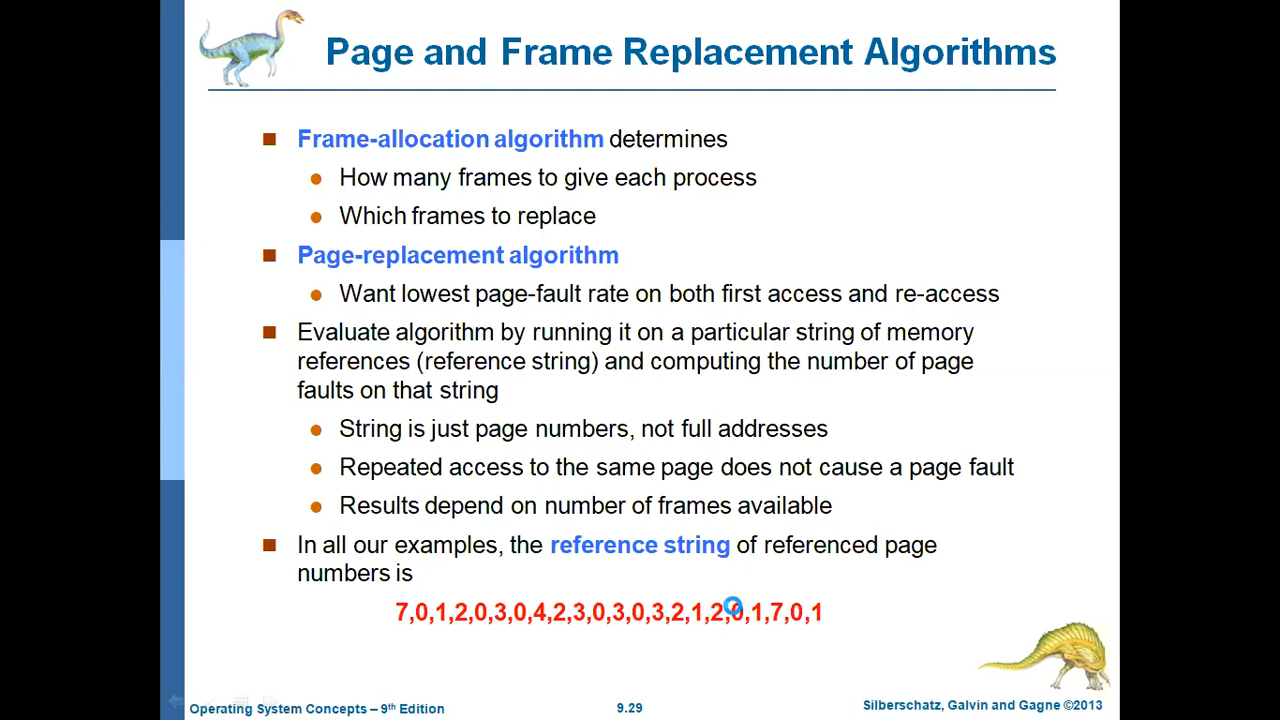 Page and Frame Replacement Algorithms
Frame-allocation algorithm determines
How many frames to give each process
Which frames to replace
Page-replacement algorithm
Want lowest page-fault rate on both first access and re-access
Evaluate algorithm by running it on a particular string of memory
references (reference string) and computing the number of page
faults on that string
String is just page numbers, not full addresses
Repeated access to the same page does not cause a page fault
Results depend on number of frames available
In all our examples, the reference string of referenced page
numbers is
7,0,1,2,0,3,0,4,2,3,0,3,0,3,2,1,2,0,1,7,0,1
Operating System Concepts – 9th Edition
9.29
Silberschatz, Galvin and Gagne ©2013